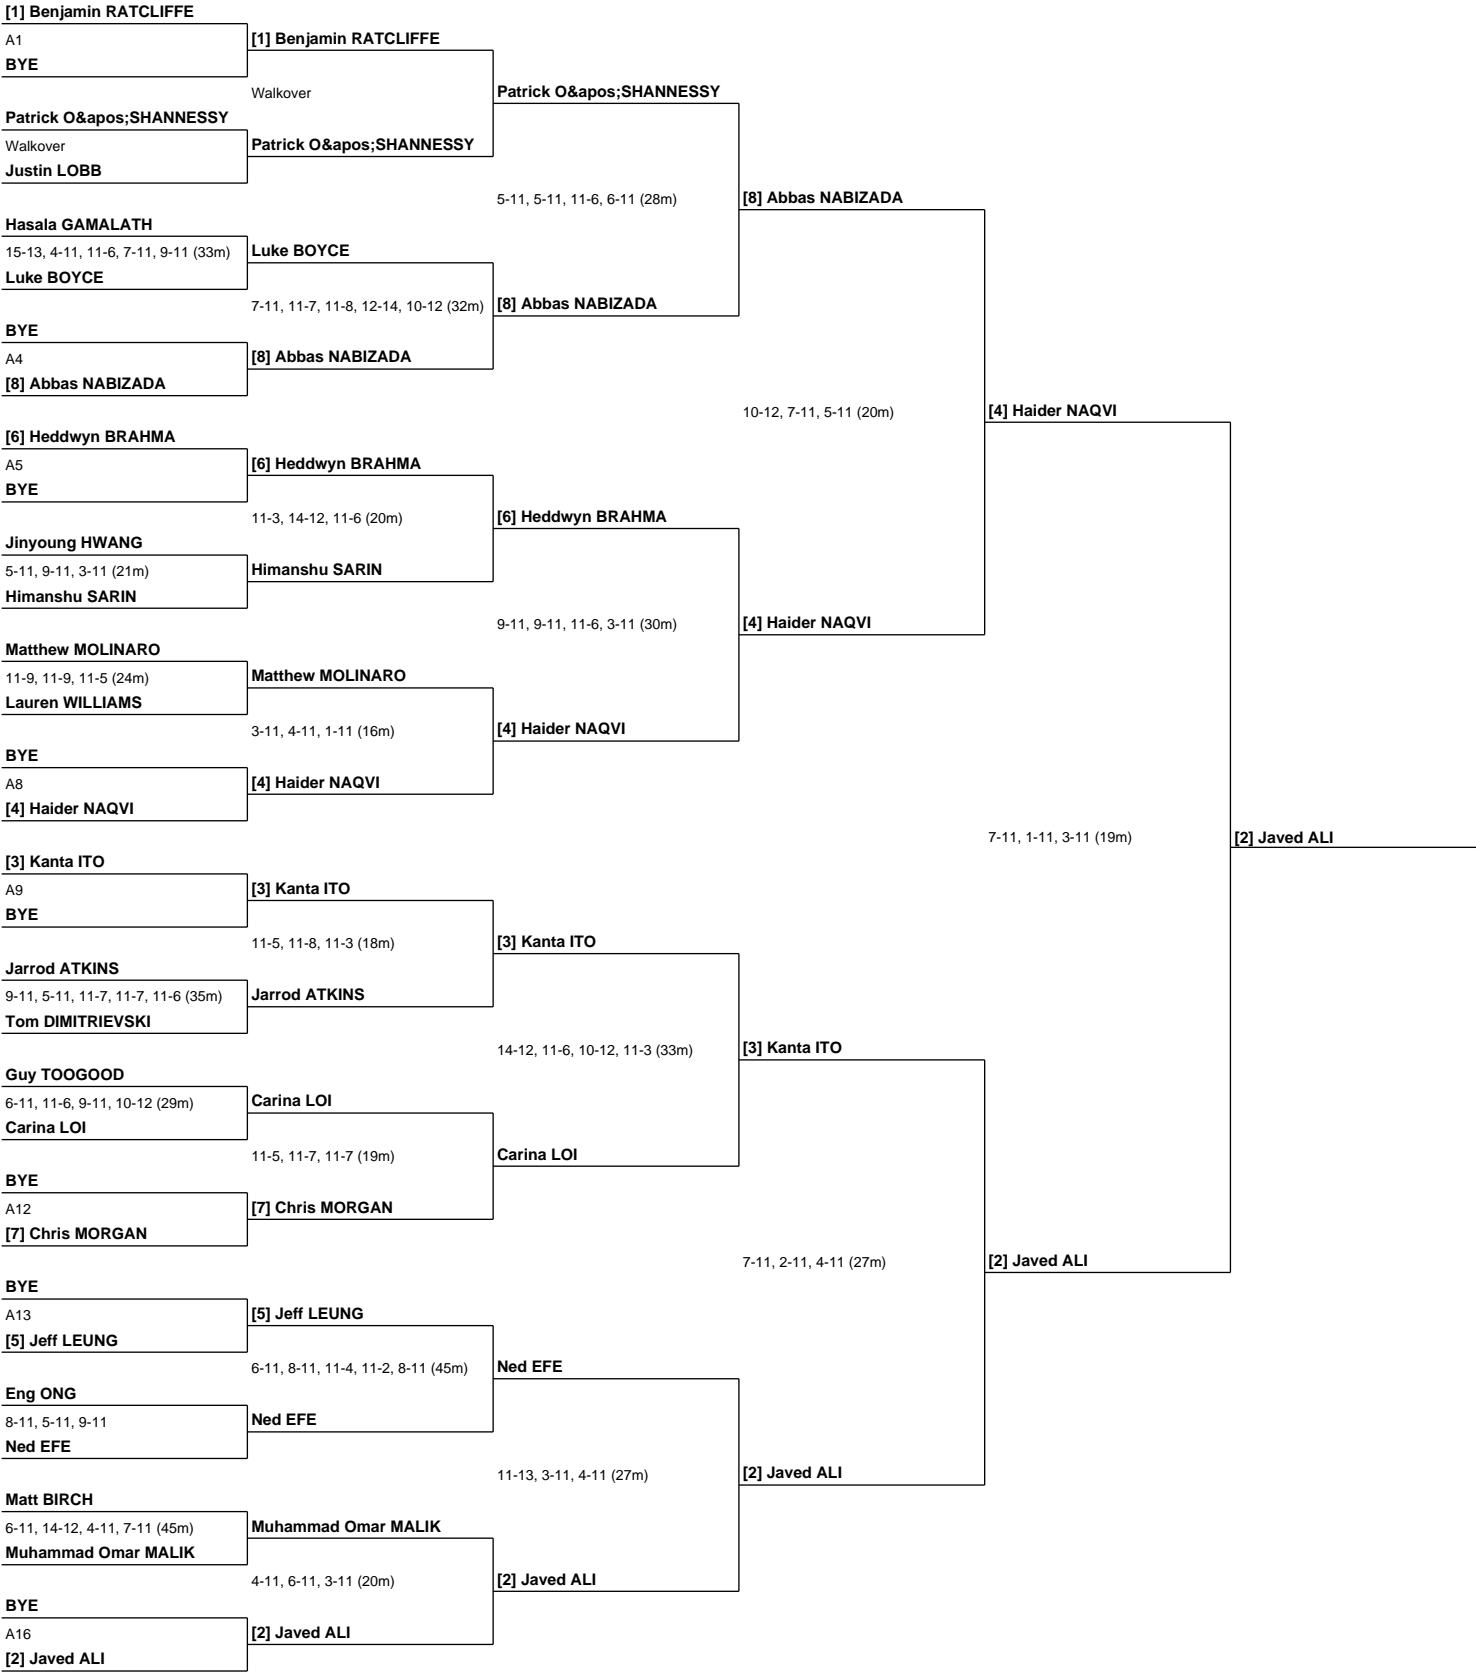 [1] Benjamin RATCLIFFE
A1
BYE
[1] Benjamin RATCLIFFE
Walkover
Patrick O&apos;SHANNESSY
Patrick O&apos;SHANNESSY
Walkover
Justin LOBB
Patrick O&apos;SHANNESSY
5-11, 5-11, 11-6, 6-11 (28m)
[8] Abbas NABIZADA
Hasala GAMALATH
15-13, 4-11, 11-6, 7-11, 9-11 (33m)
Luke BOYCE
Luke BOYCE
7-11, 11-7, 11-8, 12-14, 10-12 (32m)
[8] Abbas NABIZADA
BYE
A4
[8] Abbas NABIZADA
[8] Abbas NABIZADA
10-12, 7-11, 5-11 (20m)
[4] Haider NAQVI
[6] Heddwyn BRAHMA
A5
BYE
[6] Heddwyn BRAHMA
11-3, 14-12, 11-6 (20m)
[6] Heddwyn BRAHMA
Jinyoung HWANG
5-11, 9-11, 3-11 (21m)
Himanshu SARIN
Himanshu SARIN
9-11, 9-11, 11-6, 3-11 (30m)
[4] Haider NAQVI
Matthew MOLINARO
11-9, 11-9, 11-5 (24m)
Lauren WILLIAMS
Matthew MOLINARO
3-11, 4-11, 1-11 (16m)
[4] Haider NAQVI
BYE
A8
[4] Haider NAQVI
[4] Haider NAQVI
7-11, 1-11, 3-11 (19m)
[2] Javed ALI
[3] Kanta ITO
A9
BYE
[3] Kanta ITO
11-5, 11-8, 11-3 (18m)
[3] Kanta ITO
Jarrod ATKINS
9-11, 5-11, 11-7, 11-7, 11-6 (35m)
Tom DIMITRIEVSKI
Jarrod ATKINS
14-12, 11-6, 10-12, 11-3 (33m)
[3] Kanta ITO
Guy TOOGOOD
6-11, 11-6, 9-11, 10-12 (29m)
Carina LOI
Carina LOI
11-5, 11-7, 11-7 (19m)
Carina LOI
BYE
A12
[7] Chris MORGAN
[7] Chris MORGAN
7-11, 2-11, 4-11 (27m)
[2] Javed ALI
BYE
A13
[5] Jeff LEUNG
[5] Jeff LEUNG
6-11, 8-11, 11-4, 11-2, 8-11 (45m)
Ned EFE
Eng ONG
8-11, 5-11, 9-11
Ned EFE
Ned EFE
11-13, 3-11, 4-11 (27m)
[2] Javed ALI
Matt BIRCH
6-11, 14-12, 4-11, 7-11 (45m)
Muhammad Omar MALIK
Muhammad Omar MALIK
4-11, 6-11, 3-11 (20m)
[2] Javed ALI
BYE
A16
[2] Javed ALI
[2] Javed ALI